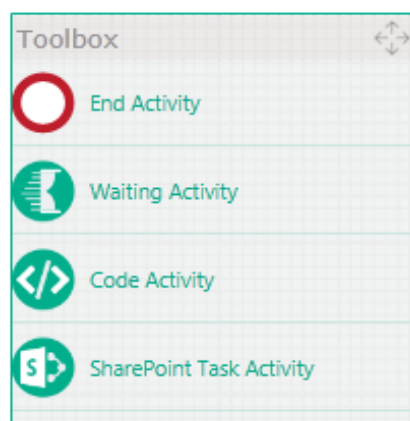 Toolbox
End Activity
Waiting Activity
Code Activity
SharePoint Task Activity